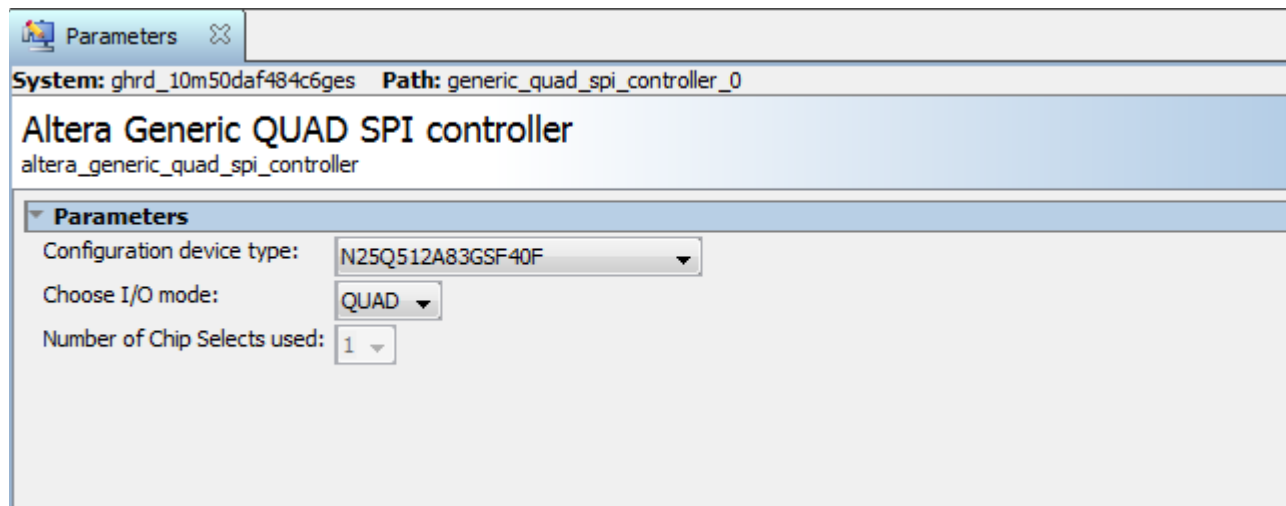 Parameters
System: ghrd_10m50daf484c6ges Path: generic_quad_spi_controller_0
Altera Generic QUAD SPI controller
altera_generic_quad_spi_controller
Parameters
Configuration device type: N25Q512A83GSF40F
Choose I/O mode: QUAD
Number of Chip Selects used: 1